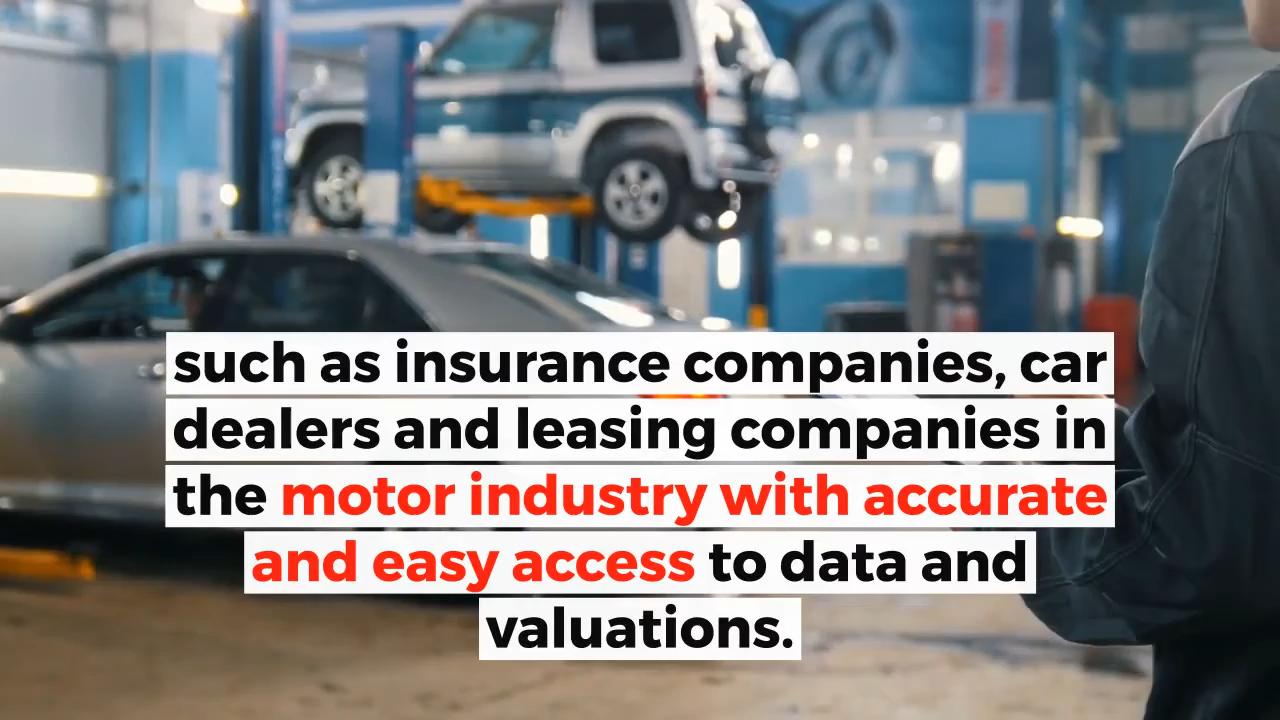 such as insurance companies, car
dealers and leasing companies in
the motor industry with accurate
and easy access to data and
valuations.